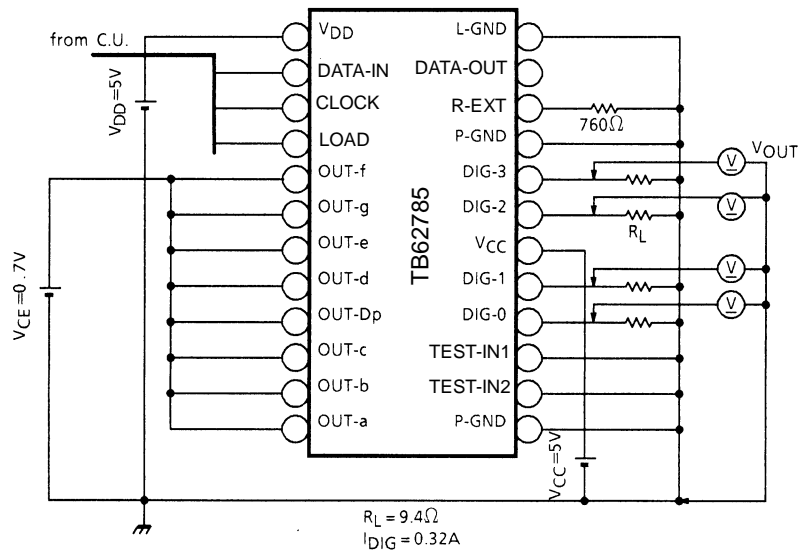 from C.U.
VDD=5V
VCE=0.7V
VDD
DATA-IN
CLOCK
LOAD
OUT-f
OUT-g
OUT-e
OUT-d
OUT-Dp
OUT-c
OUT-b
OUT-a
TB62785
L-GND
DATA-OUT
R-EXT
P-GND
DIG-3
DIG-2
VCC
DiG-1
DIG-0
TEST-IN1
TEST-IN2
P-GND
760Ω
VOUT
V
V
RL
V
V
VCC=5V
RL = 9.4Ω
IDIG = 0.32A